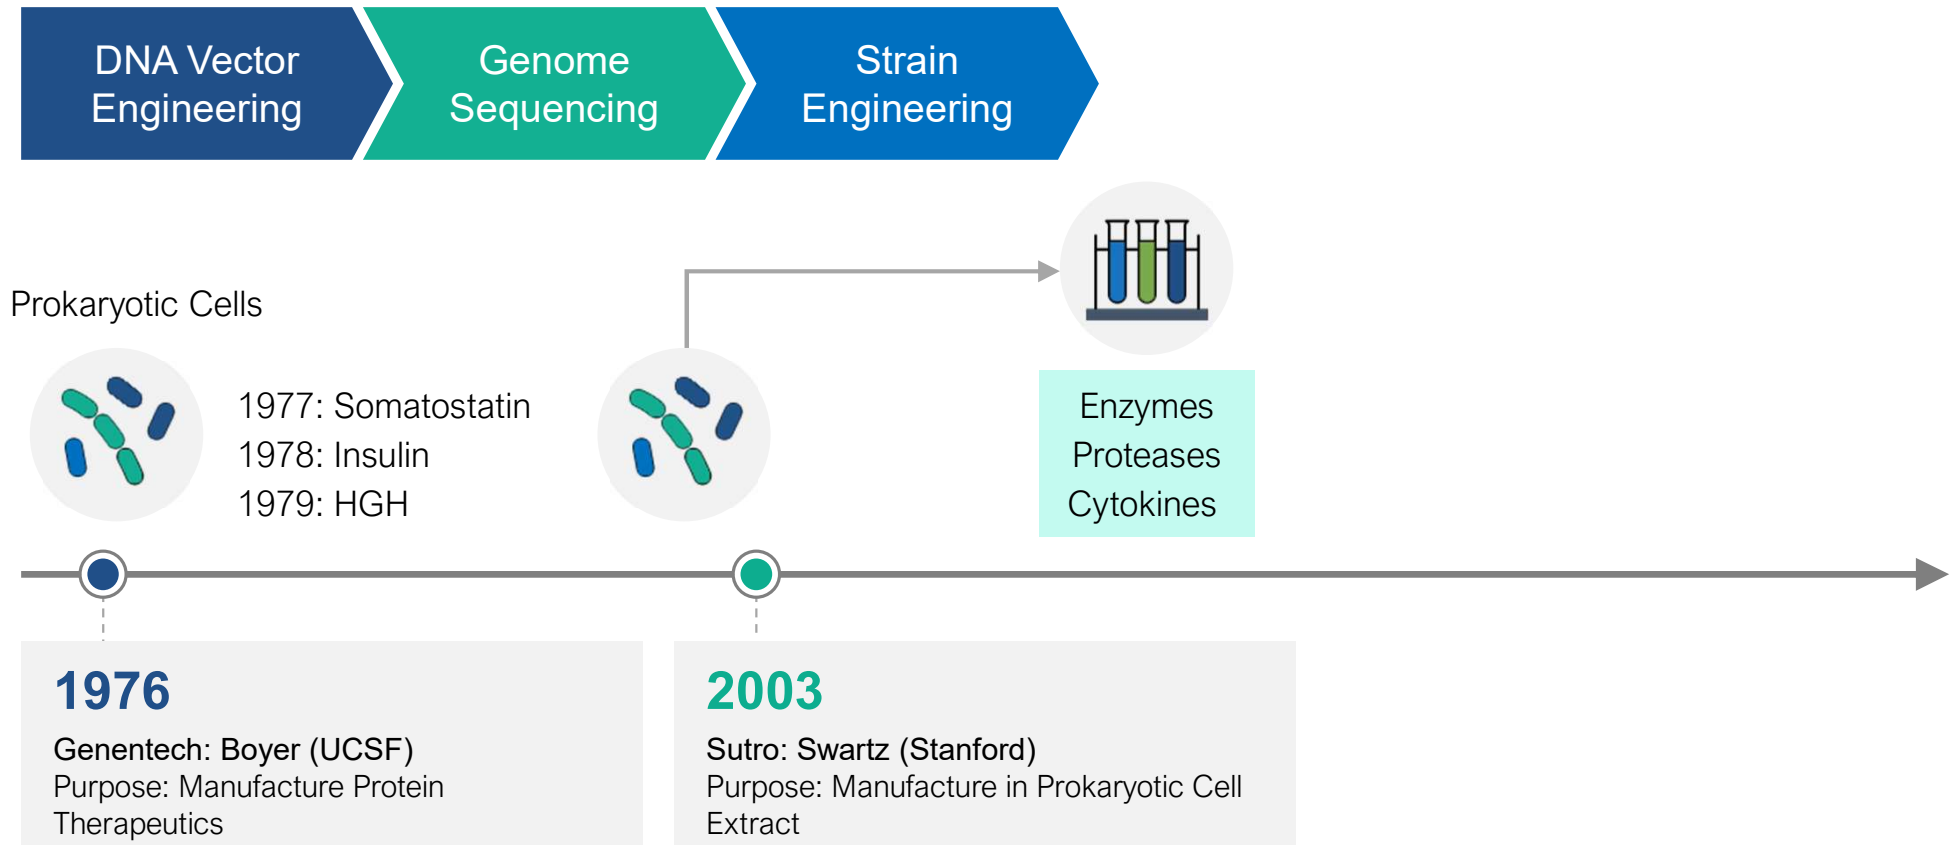 DNA Vector
Engineering
Genome
Sequencing
Strain
Engineering
Prokaryotic Cells
1977: Somatostatin
1978: Insulin
1979: HGH
Enzymes
Proteases
Cytokines
1976
Genentech: Boyer (UCSF)
Purpose: Manufacture Protein
Therapeutics
2003
Sutro: Swartz (Stanford)
Purpose: Manufacture in Prokaryotic Cell
Extract